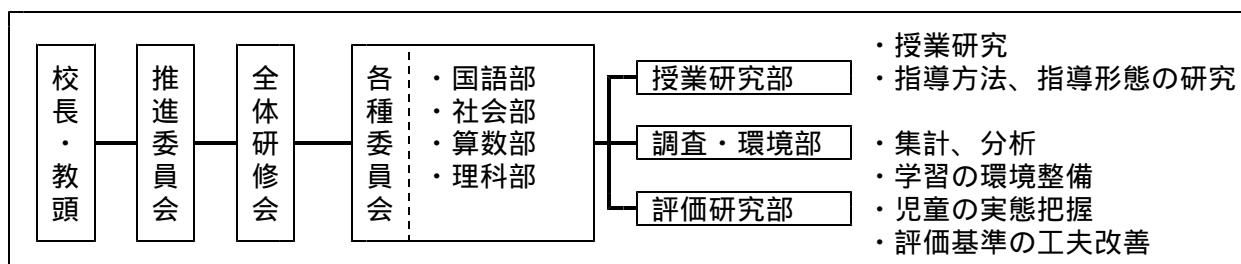 校長・教頭
推進委員会
全体研修会
各種委員会
・国語部
・社会部
・算数部
・理科部
授業研究部
調査・環境部
評価研究部
・授業研究
・指導方法、指導形態の研究
・集計、分析
・学習の環境整備
・児童の実態把握
・評価基準の工夫改善